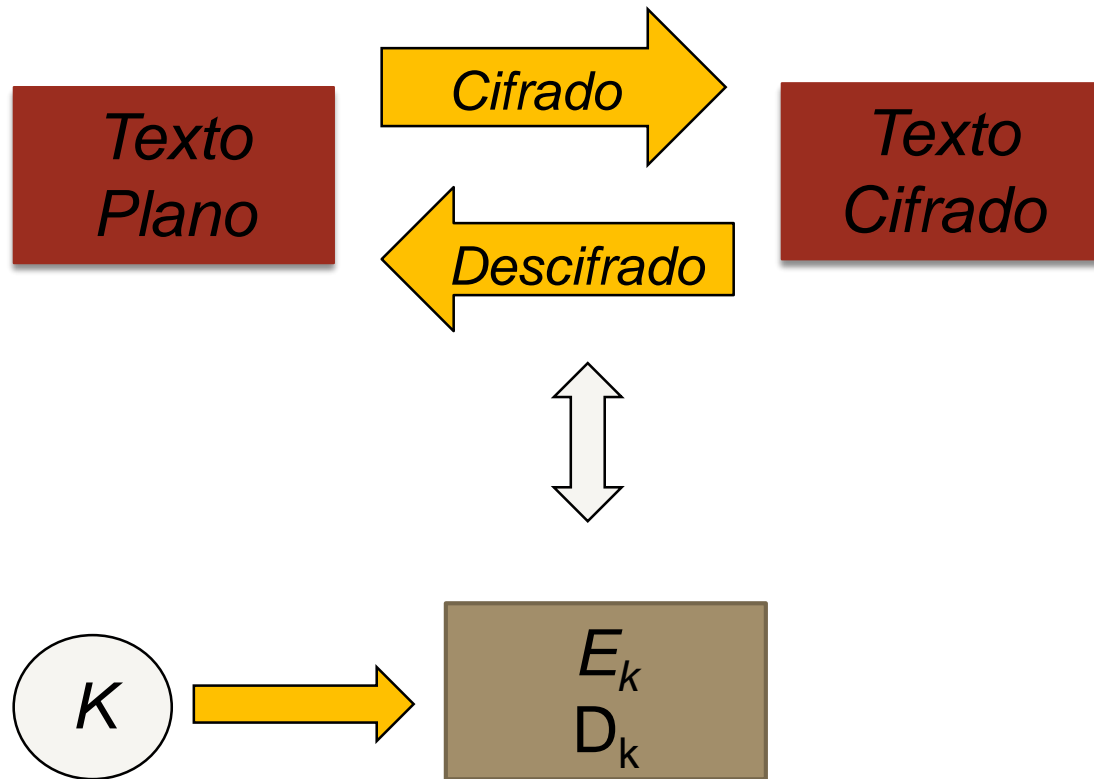 Cifrado
Texto
Plano
Texto
Cifrado
Descifrado
K
Eₖ
Dₖ